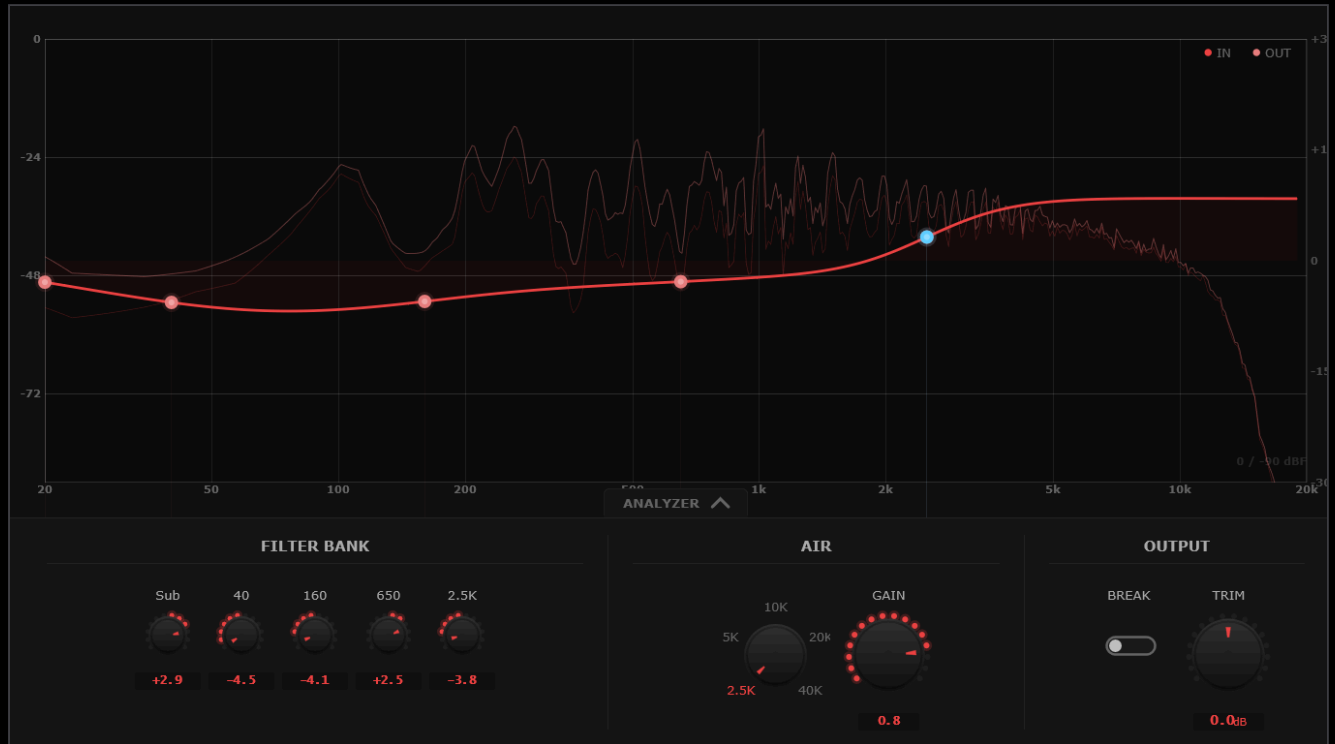 0 IN OUT +3
-24 +1
0
-48
-15
-72
0 / -90 dBF
20 50 100 200 500 1k 2k 5k 10k 20k -30
ANALYZER
FILTER BANK AIR OUTPUT
Sub 40 160 650 2.5K GAIN BREAK TRIM
10K
5K 20K
2.5K 40K
+2.9 -4.5 -4.1 +2.5 -3.8
0.8 0.0dB